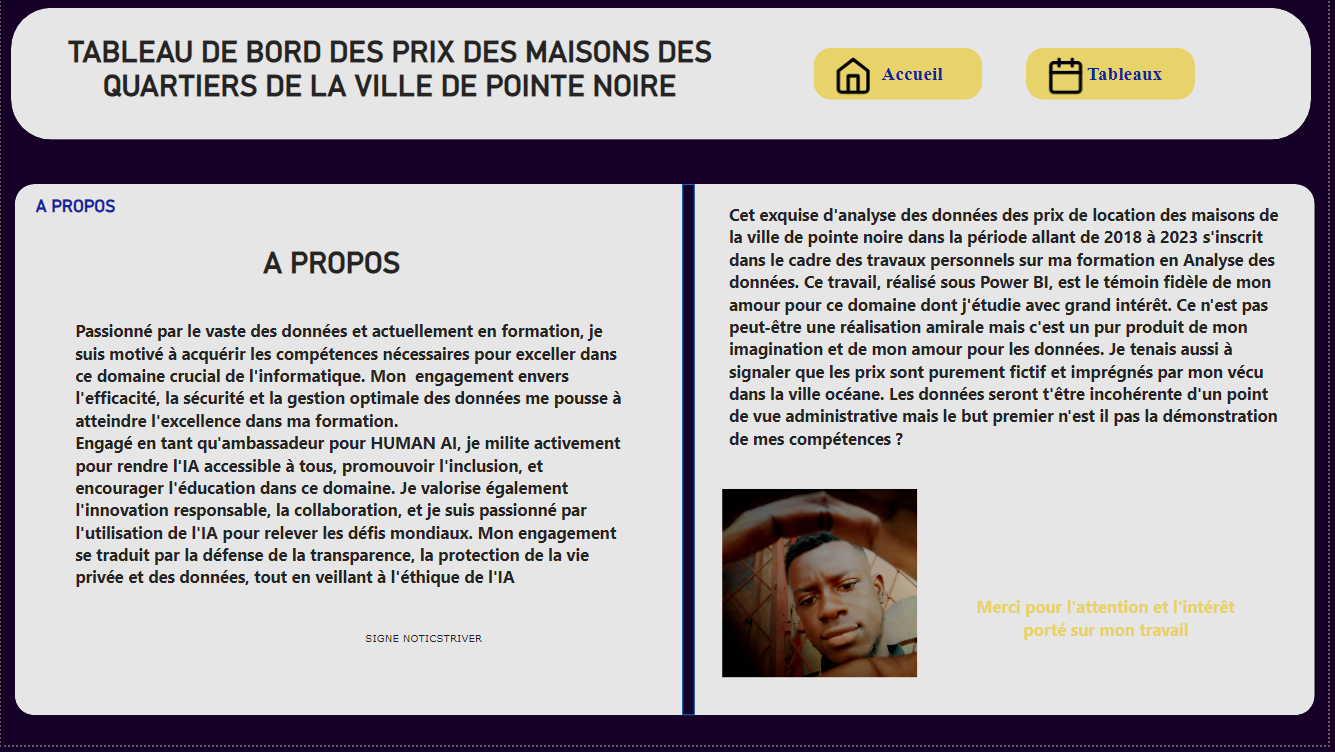 TABLEAU DE BORD DES PRIX DES MAISONS DES
QUARTIERS DE LA VILLE DE POINTE NOIRE
Accueil
Tableaux
A PROPOS
A PROPOS
Passionné par le vaste des données et actuellement en formation, je
suis motivé à acquérir les compétences nécessaires pour exceller dans
ce domaine crucial de l'informatique. Mon  engagement envers
l'efficacité, la sécurité et la gestion optimale des données me pousse à
atteindre l'excellence dans ma formation.
Engagé en tant qu'ambassadeur pour HUMAN AI, je milite activement
pour rendre l'IA accessible à tous, promouvoir l'inclusion, et
encourager l'éducation dans ce domaine. Je valorise également
l'innovation responsable, la collaboration, et je suis passionné par
l'utilisation de l'IA pour relever les défis mondiaux. Mon engagement
se traduit par la défense de la transparence, la protection de la vie
privée et des données, tout en veillant à l'éthique de l'IA
SIGNE NOTICSTRIVER
Cet exquise d'analyse des données des prix de location des maisons de
la ville de pointe noire dans la période allant de 2018 à 2023 s'inscrit
dans le cadre des travaux personnels sur ma formation en Analyse des
données. Ce travail, réalisé sous Power BI, est le témoin fidèle de mon
amour pour ce domaine dont j'étudie avec grand intérêt. Ce n'est pas
peut-être une réalisation amirale mais c'est un pur produit de mon
imagination et de mon amour pour les données. Je tenais aussi à
signaler que les prix sont purement fictif et imprégnés par mon vécu
dans la ville océane. Les données seront t'être incohérente d'un point
de vue administrative mais le but premier n'est il pas la démonstration
de mes compétences ?
Merci pour l'attention et l'intérêt
porté sur mon travail